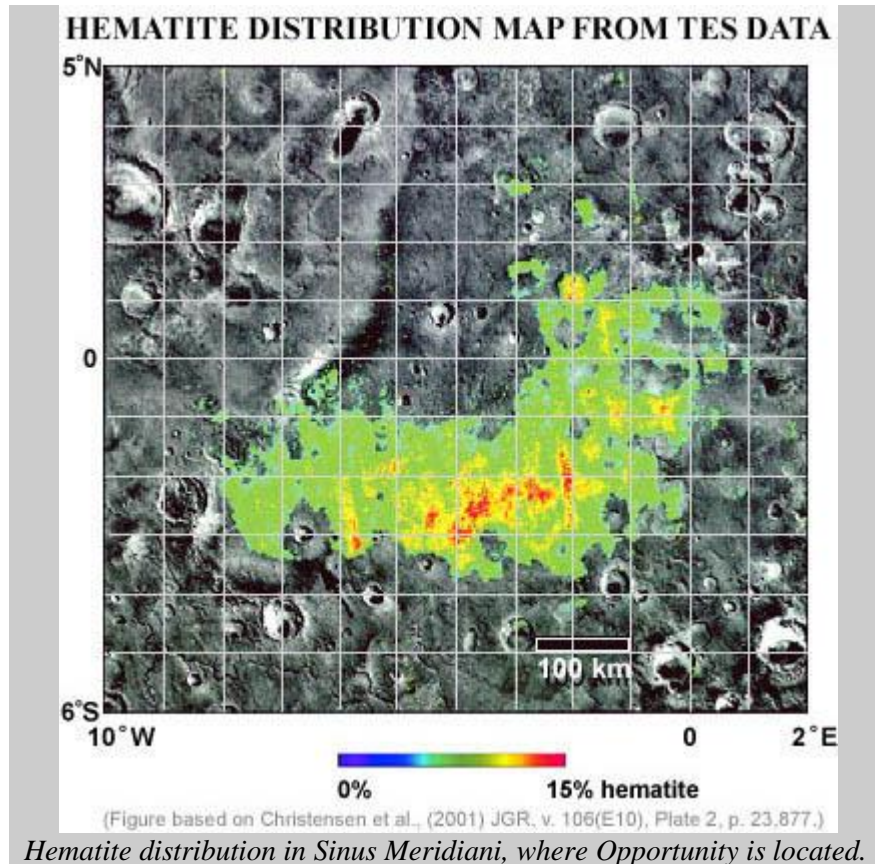 HEMATITE DISTRIBUTION MAP FROM TES DATA
5°N
0
100 km
6°S
10°W 0 2°E
0% 15% hematite
(Figure based on Christensen et al., (2001) JGR, v. 106(E10), Plate 2, p. 23,877.)
Hematite distribution in Sinus Meridiani, where Opportunity is located.